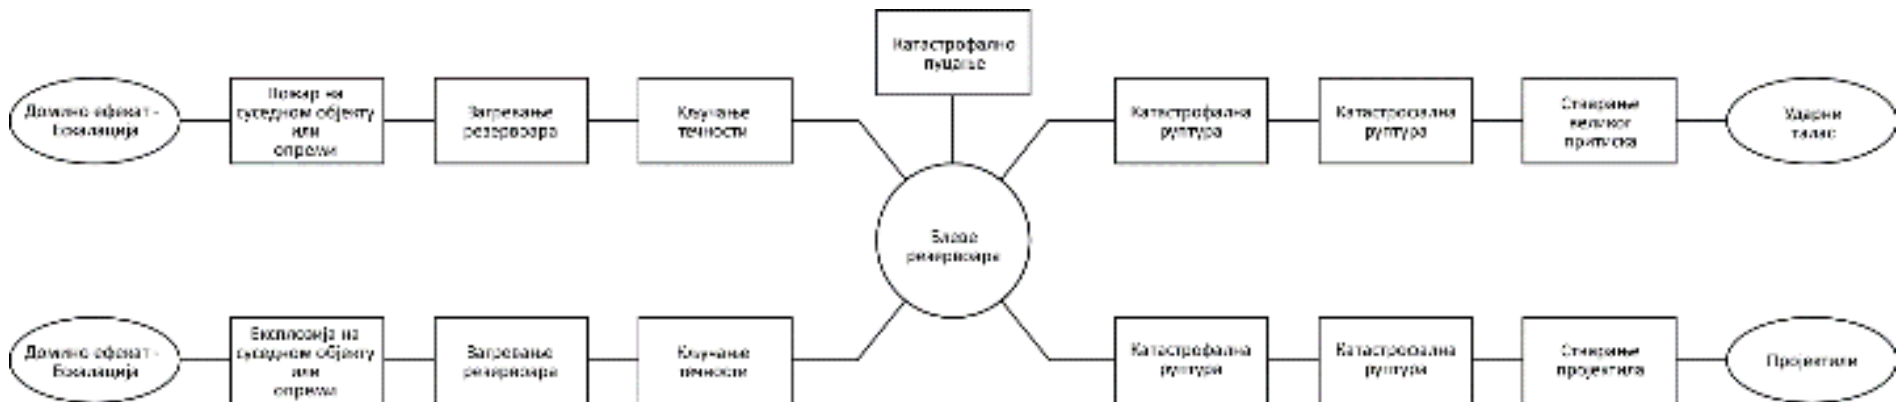 Катастрофално
пуцање
Домино ефекат -
Ескалација
Пожар на
суседном објекту
или
опреми
Загревање
резервоара
Кључање
течности
Катастрофална
руптура
Катастрофална
руптура
Стварање
великог
притиска
Ударни
талас
Блеве
резервоара
Домино ефекат -
Ескалација
Експлозија на
суседном објекту
или
опреми
Загревање
резервоара
Кључање
течности
Катастрофална
руптура
Катастрофална
руптура
Стварање
пројектила
Пројектили